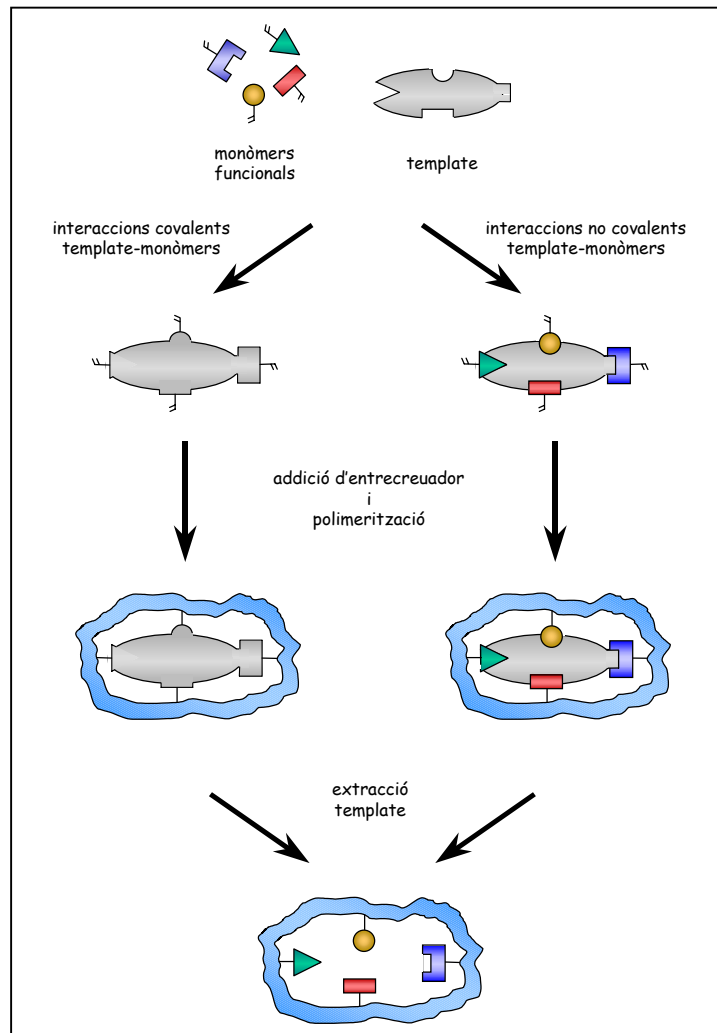 monòmers
funcionals
template
interaccions covalents
template-monòmers
interaccions no covalents
template-monòmers
addició d'entrecreuador
i
polimerització
extracció
template